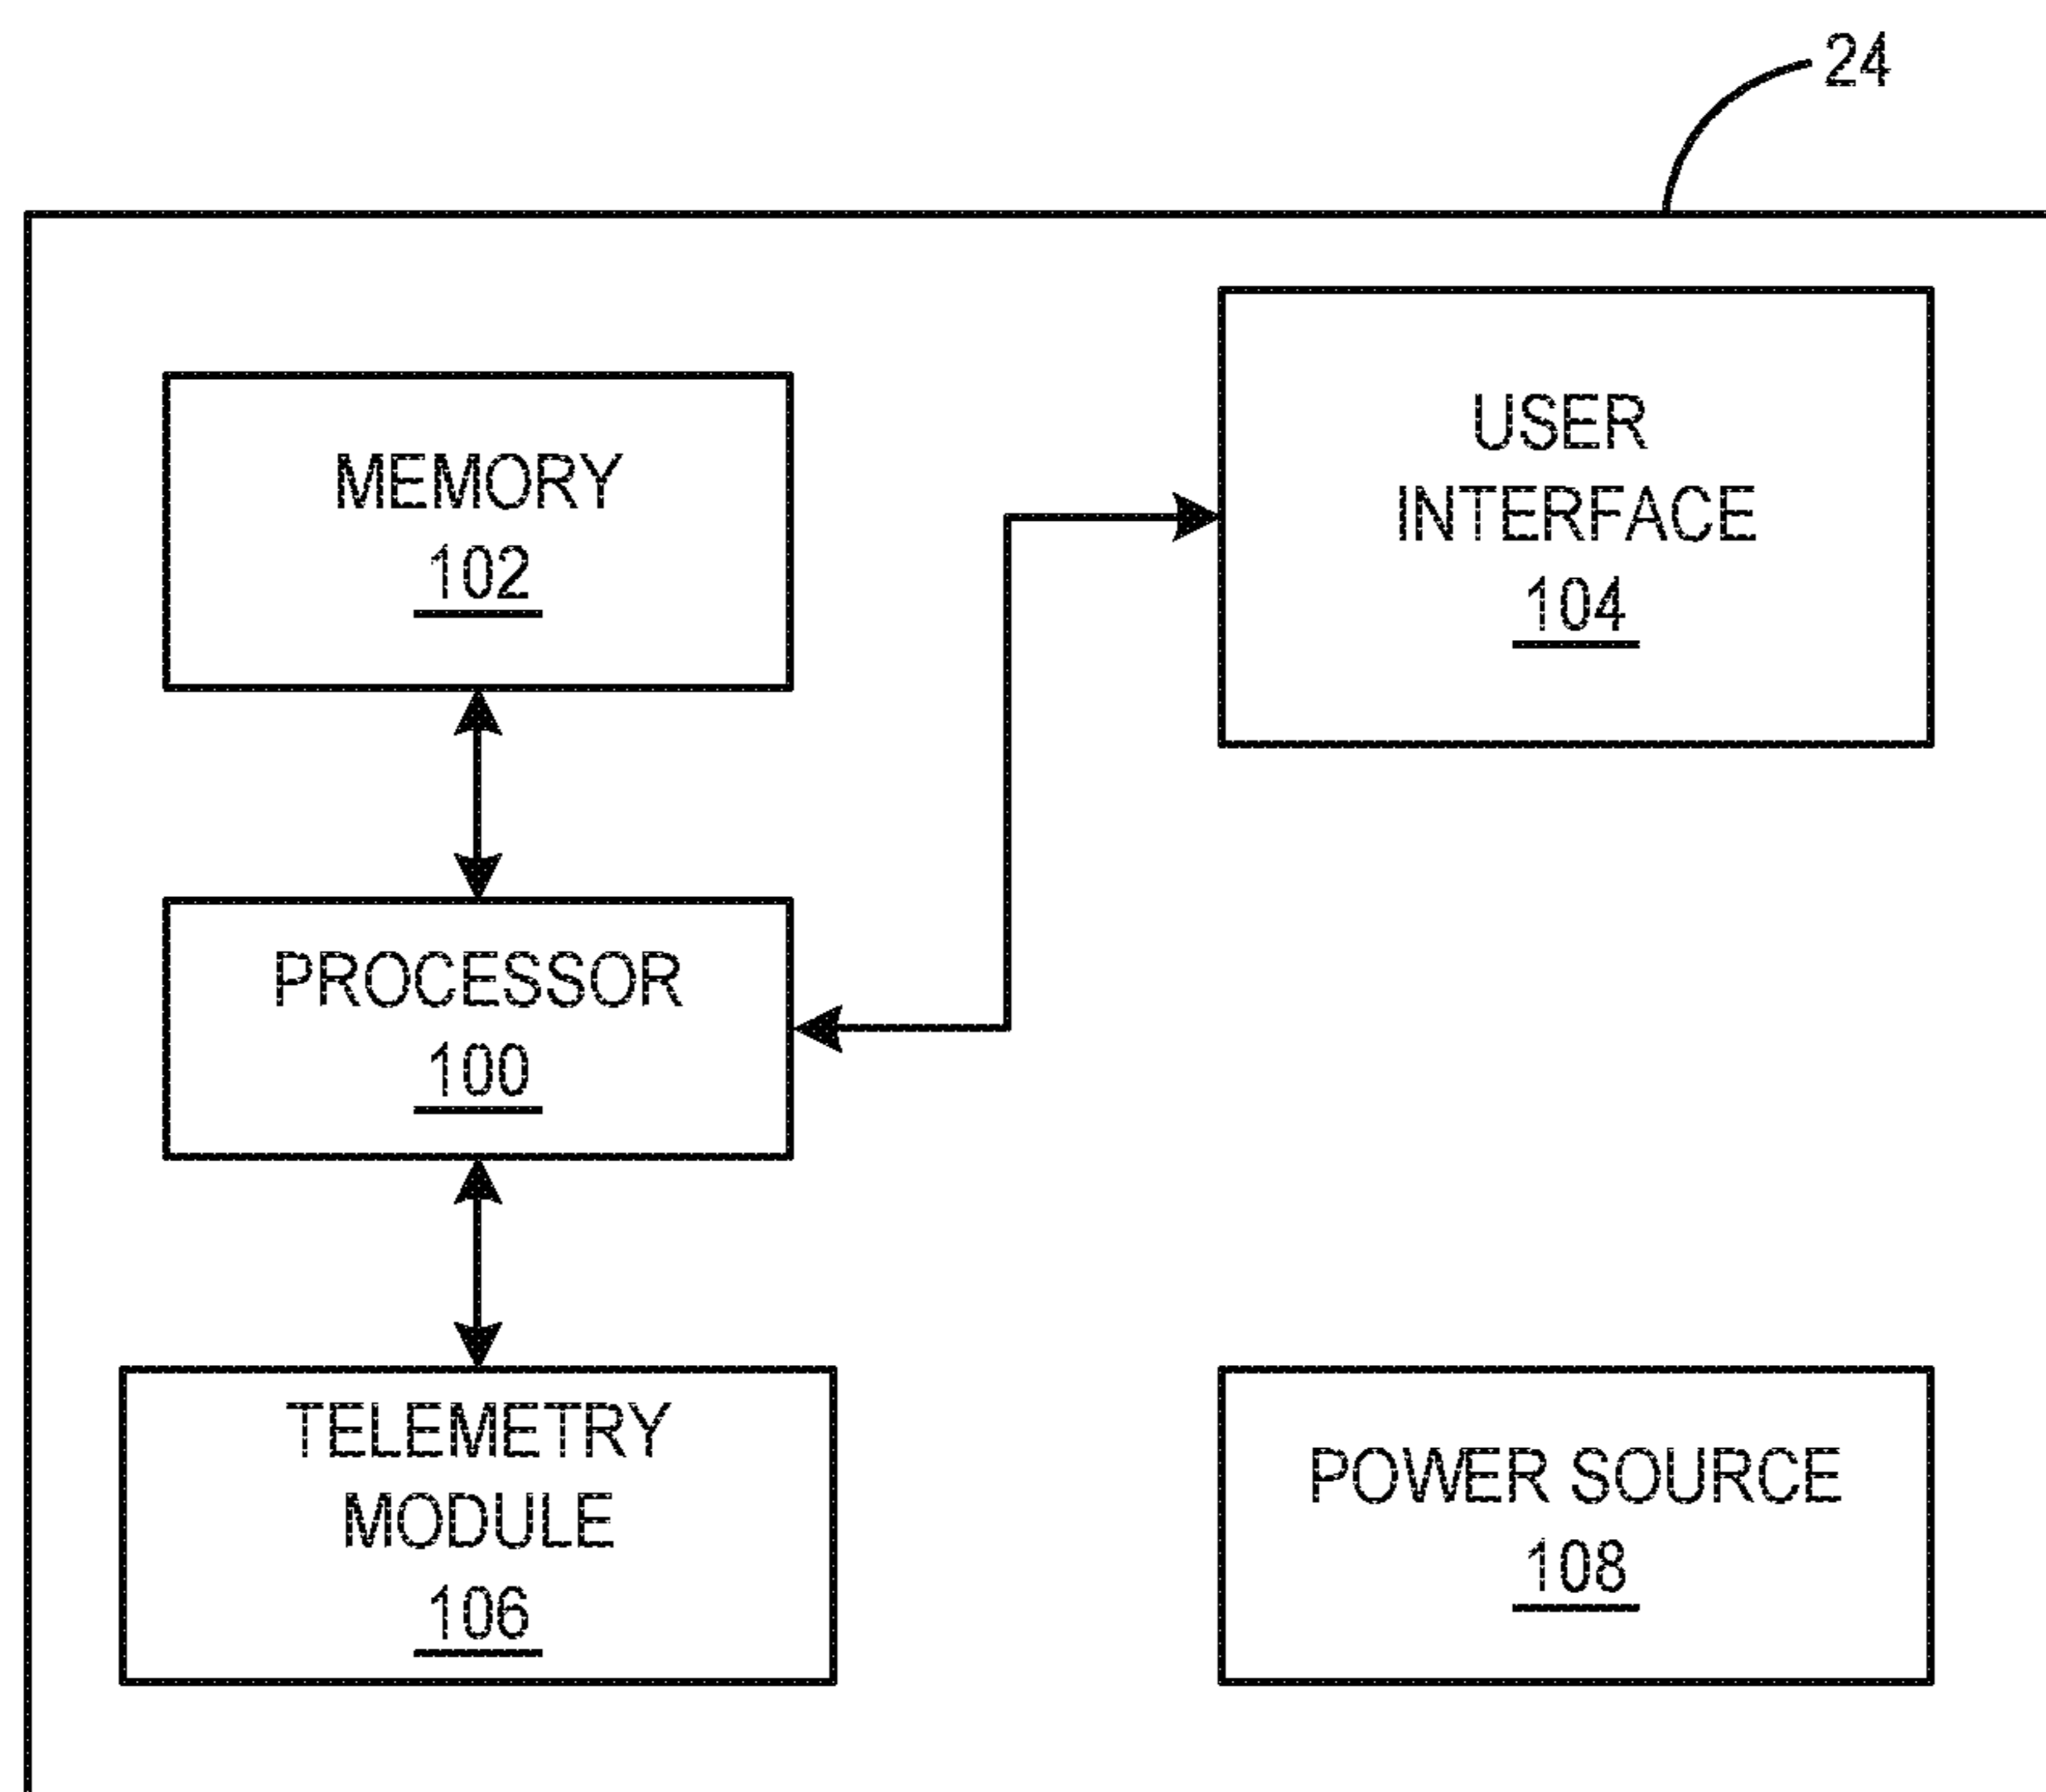 24
MEMORY
102
USER
INTERFACE
104
PROCESSOR
100
TELEMETRY
MODULE
106
POWER SOURCE
108